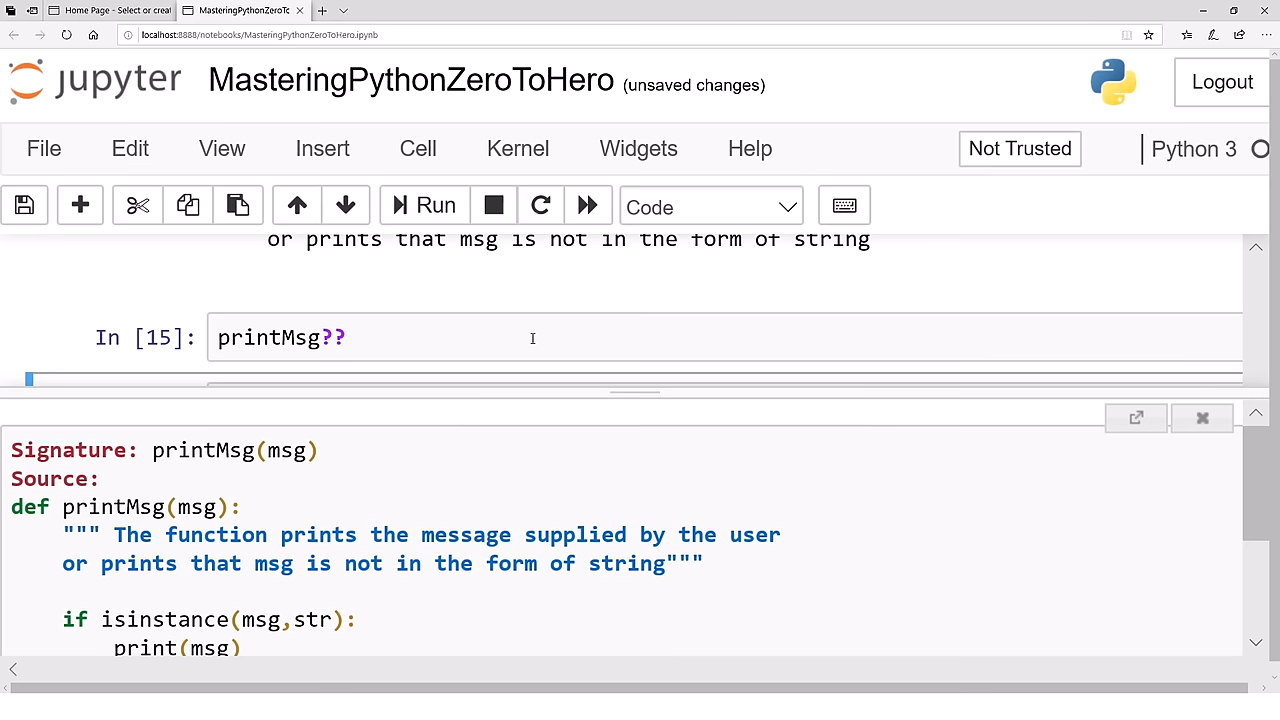 Home Page - Select or creat
MasteringPythonZeroTo
localhost:8888/notebooks/MasteringPythonZeroToHero.ipynb
jupyter MasteringPythonZeroToHero (unsaved changes)
Logout
File Edit View Insert Cell Kernel Widgets Help Not Trusted Python 3
Run Code
or prints that msg is not in the form of string
In [15]: printMsg??
Signature: printMsg(msg)
Source:
def printMsg(msg):
""" The function prints the message supplied by the user
or prints that msg is not in the form of string"""
if isinstance(msg,str):
print(msg)